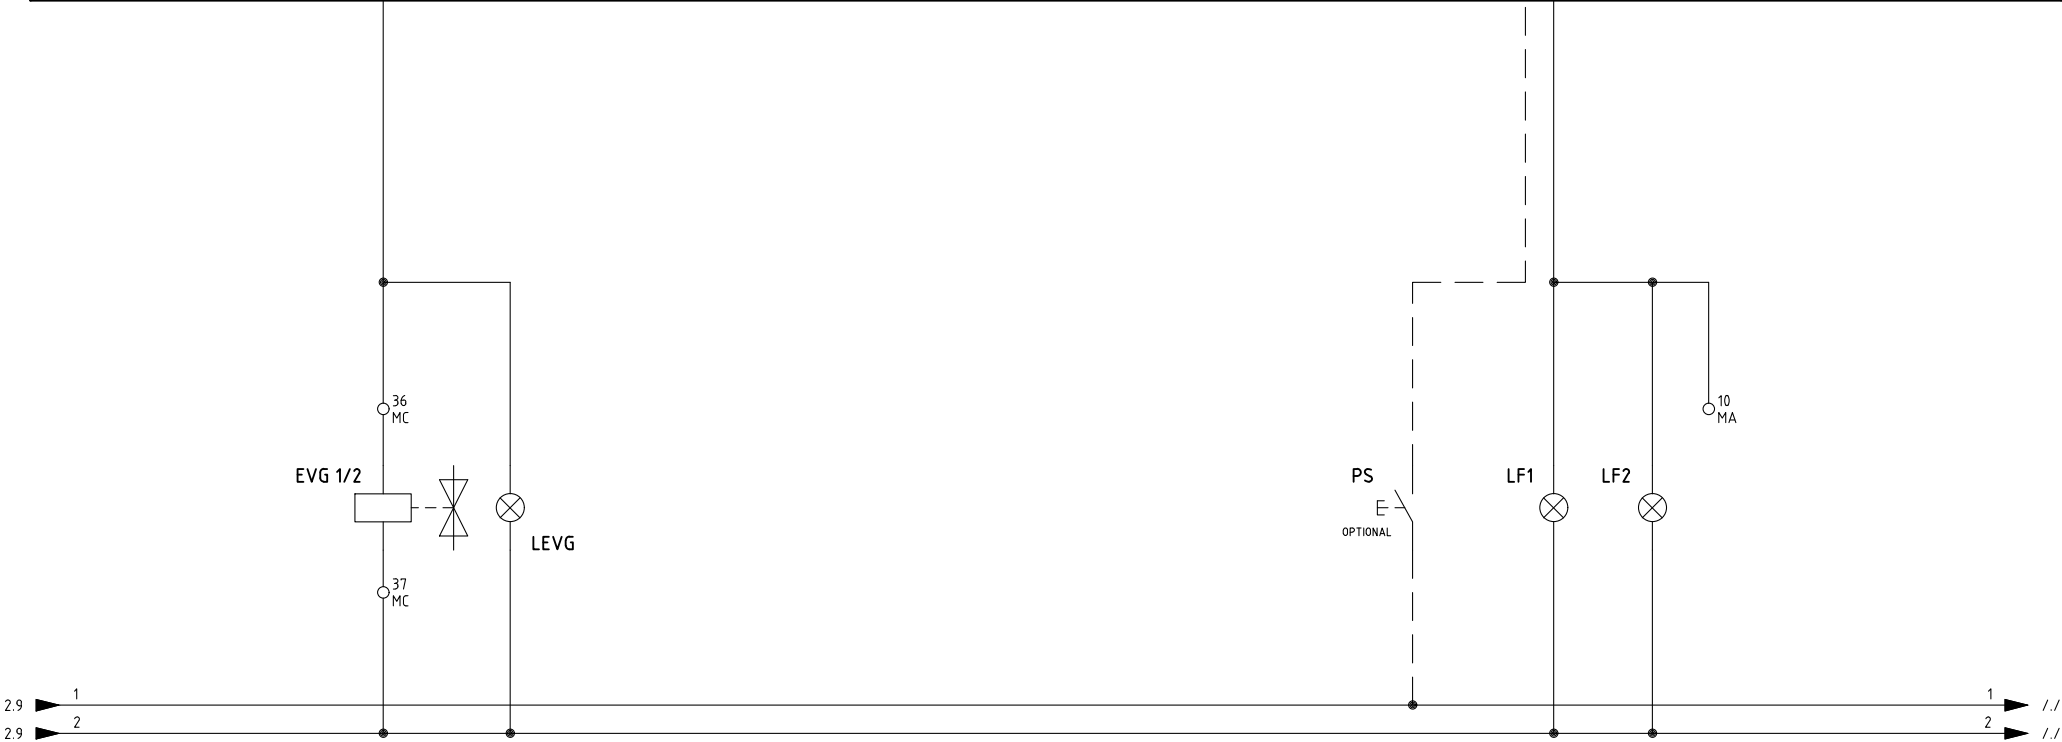 36
MC
10
MA
EVG 1/2
PS
LF1
LF2
OPTIONAL
LEVG
37
MC
2.9
1
1
/./
2.9
2
2
/./